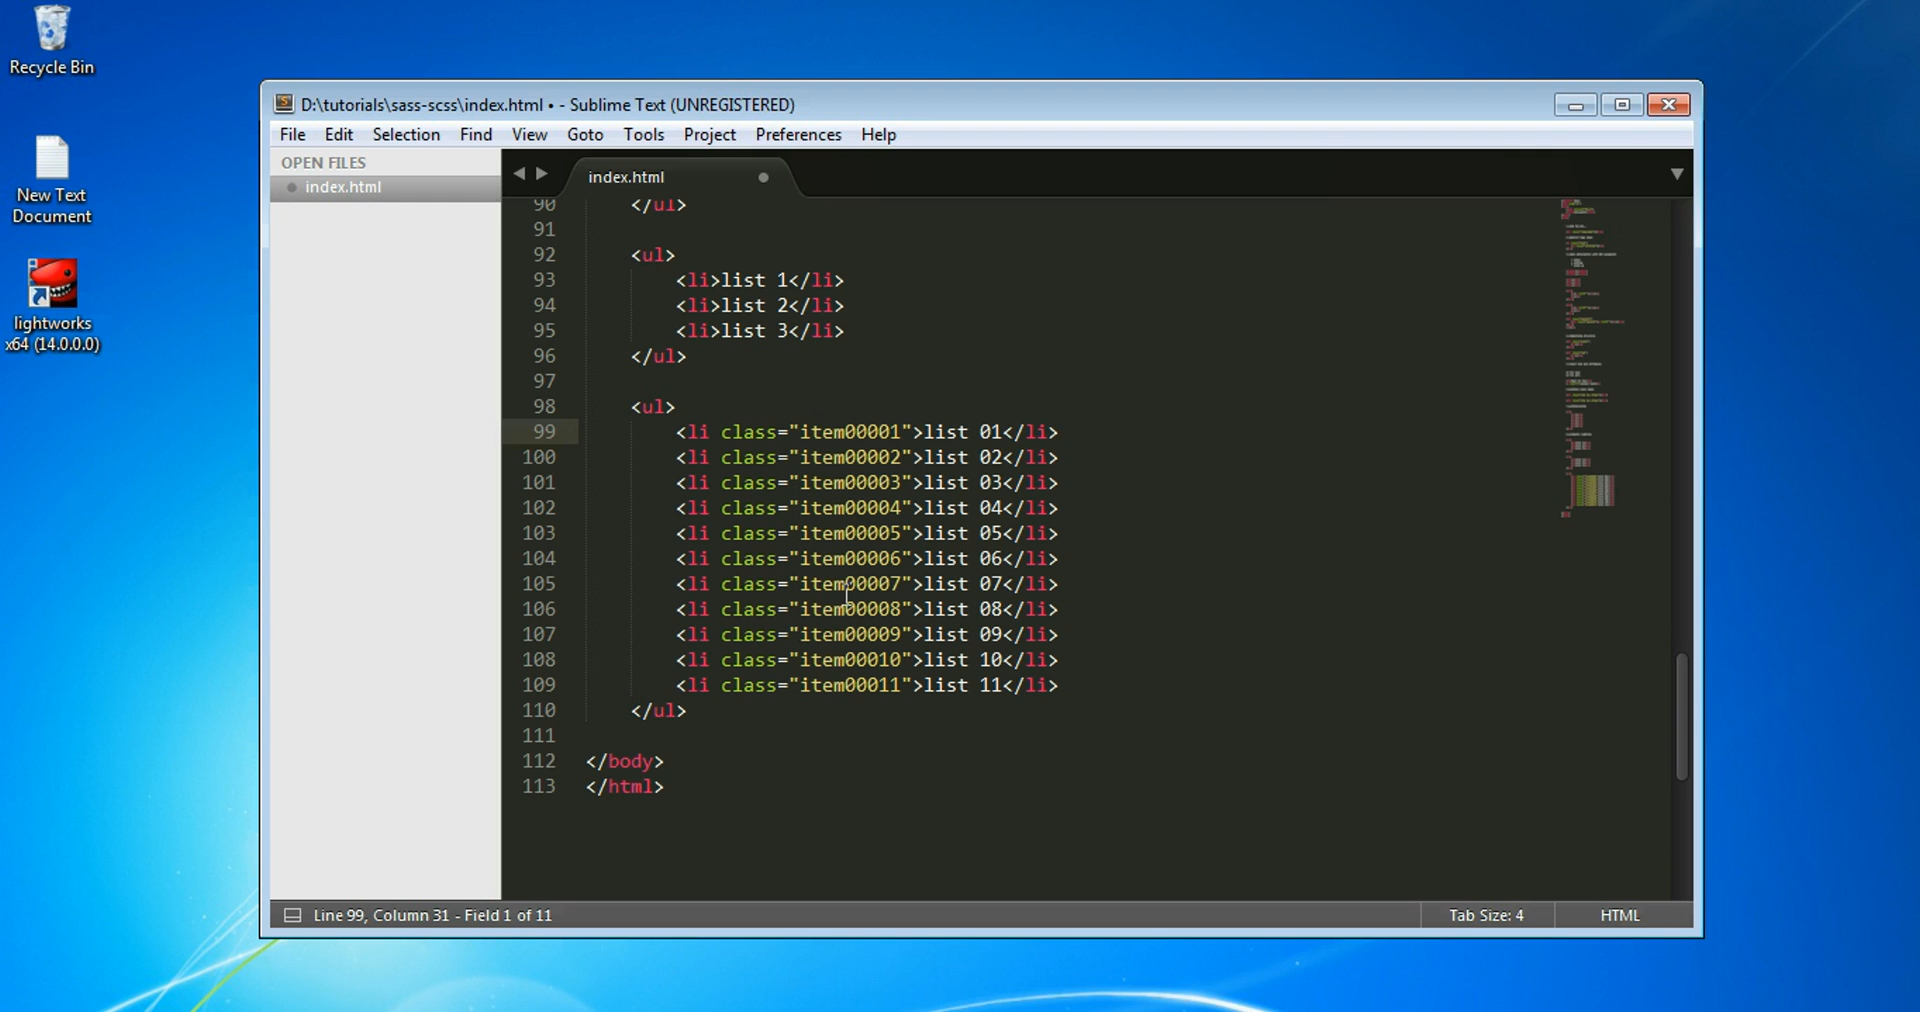 Recycle Bin
New Text
Document
lightworks
x64 (14.0.0.0)
D:\tutorials\sass-scss\index.html • - Sublime Text (UNREGISTERED)
File Edit Selection Find View Goto Tools Project Preferences Help
OPEN FILES
index.html
index.html
90 </ul>
91
92 <ul>
93 <li>list 1</li>
94 <li>list 2</li>
95 <li>list 3</li>
96 </ul>
97
98 <ul>
99 <li class="item00001">list 01</li>
100 <li class="item00002">list 02</li>
101 <li class="item00003">list 03</li>
102 <li class="item00004">list 04</li>
103 <li class="item00005">list 05</li>
104 <li class="item00006">list 06</li>
105 <li class="item00007">list 07</li>
106 <li class="item00008">list 08</li>
107 <li class="item00009">list 09</li>
108 <li class="item00010">list 10</li>
109 <li class="item00011">list 11</li>
110 </ul>
111
112 </body>
113 </html>
Line 99, Column 31 - Field 1 of 11 Tab Size: 4 HTML